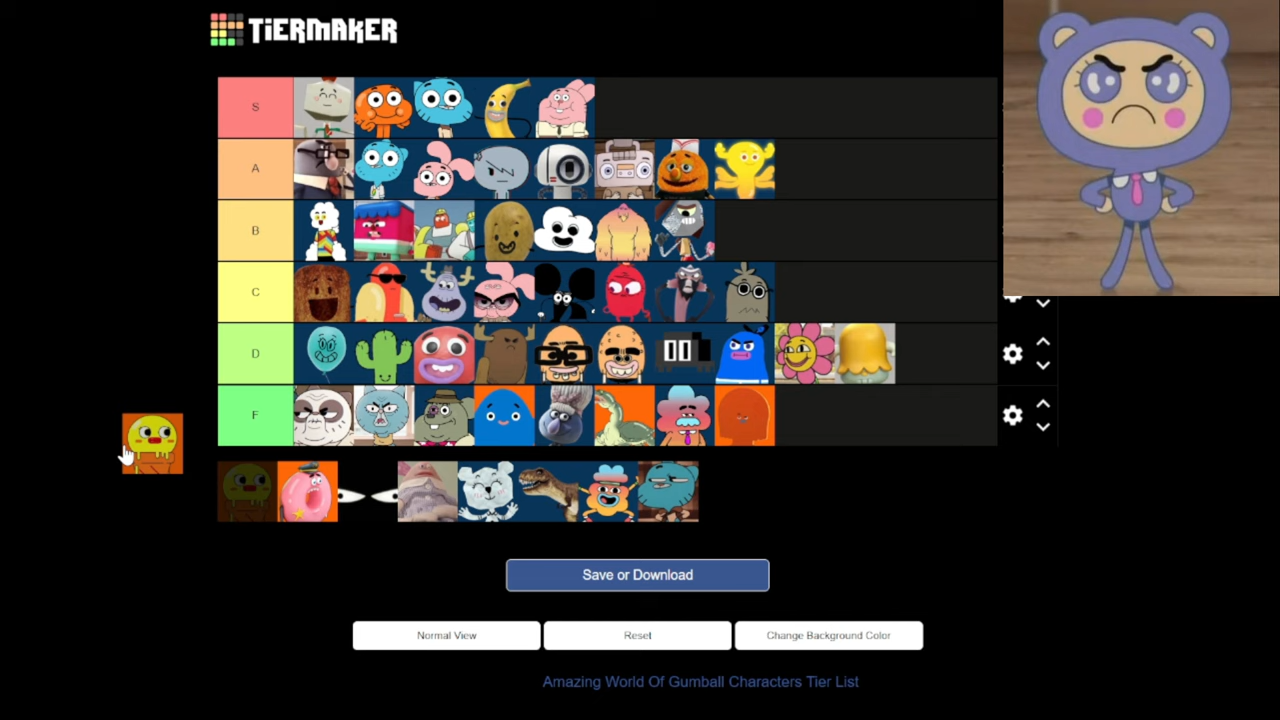 TiERMAKER
S
A
B
C
D
F
Save or Download
Normal View
Reset
Change Background Color
Amazing World Of Gumball Characters Tier List